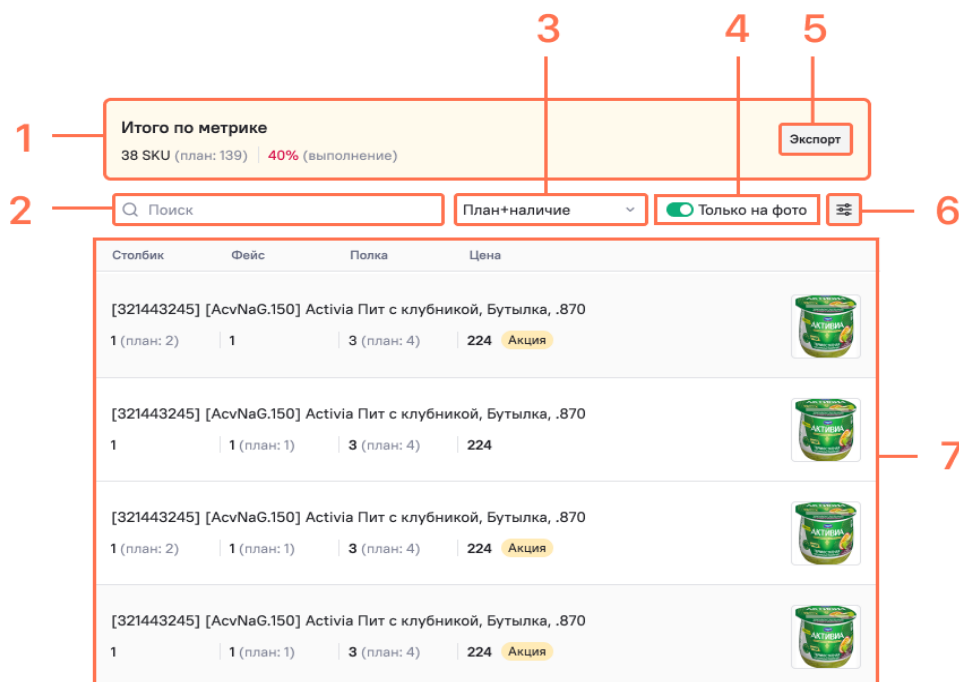 3 4 5
1
Итого по метрике
38 SKU (план: 139) 40% (выполнение)
Экспорт
2
Поиск
План+наличие
Только на фото
6
Столбик Фейс Полка Цена
[321443245] [AcvNaG.150] Activia Пит с клубникой, Бутылка, .870
1 (план: 2) 1 3 (план: 4) 224 Акция
АКТИВИА
[321443245] [AcvNaG.150] Activia Пит с клубникой, Бутылка, .870
1 1 (план: 1) 3 (план: 4) 224
АКТИВИА
7
[321443245] [AcvNaG.150] Activia Пит с клубникой, Бутылка, .870
1 (план: 2) 1 (план: 1) 3 (план: 4) 224 Акция
АКТИВИА
[321443245] [AcvNaG.150] Activia Пит с клубникой, Бутылка, .870
1 1 (план: 1) 3 (план: 4) 224 Акция
АКТИВИА